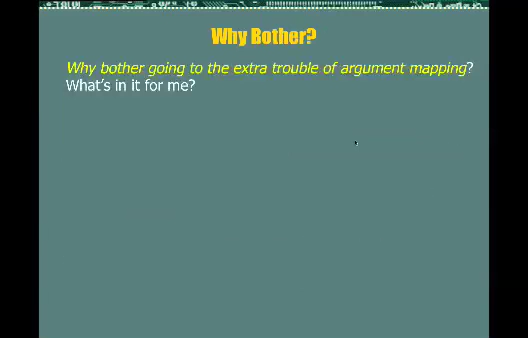 Why Bother?
Why bother going to the extra trouble of argument mapping?
What's in it for me?